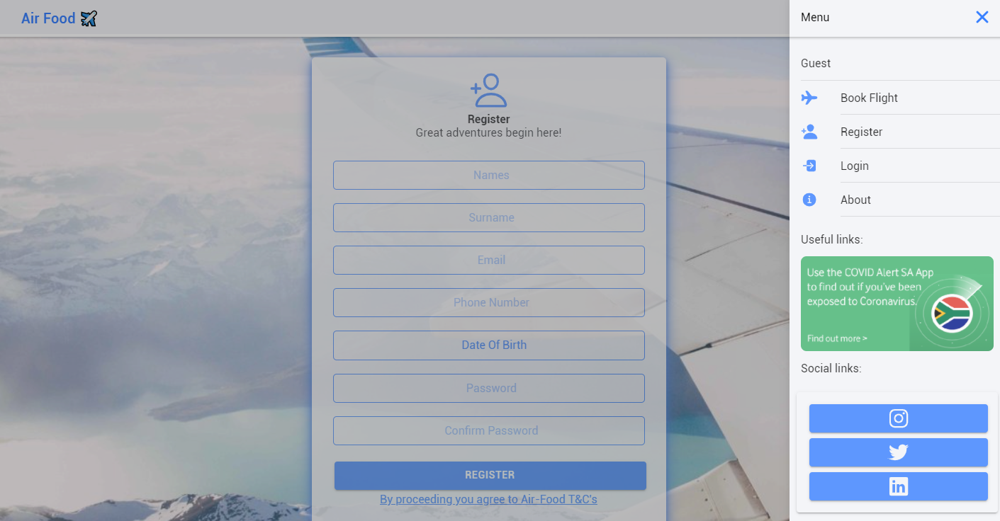 Air Food
Register
Great adventures begin here!
Names
Surname
Email
Phone Number
Date Of Birth
Password
Confirm Password
REGISTER
By proceeding you agree to Air-Food T&C's
Menu
Guest
Book Flight
Register
Login
About
Useful links:
Use the COVID Alert SA App
to find out if you've been
exposed to Coronavirus.
Find out more >
Social links: